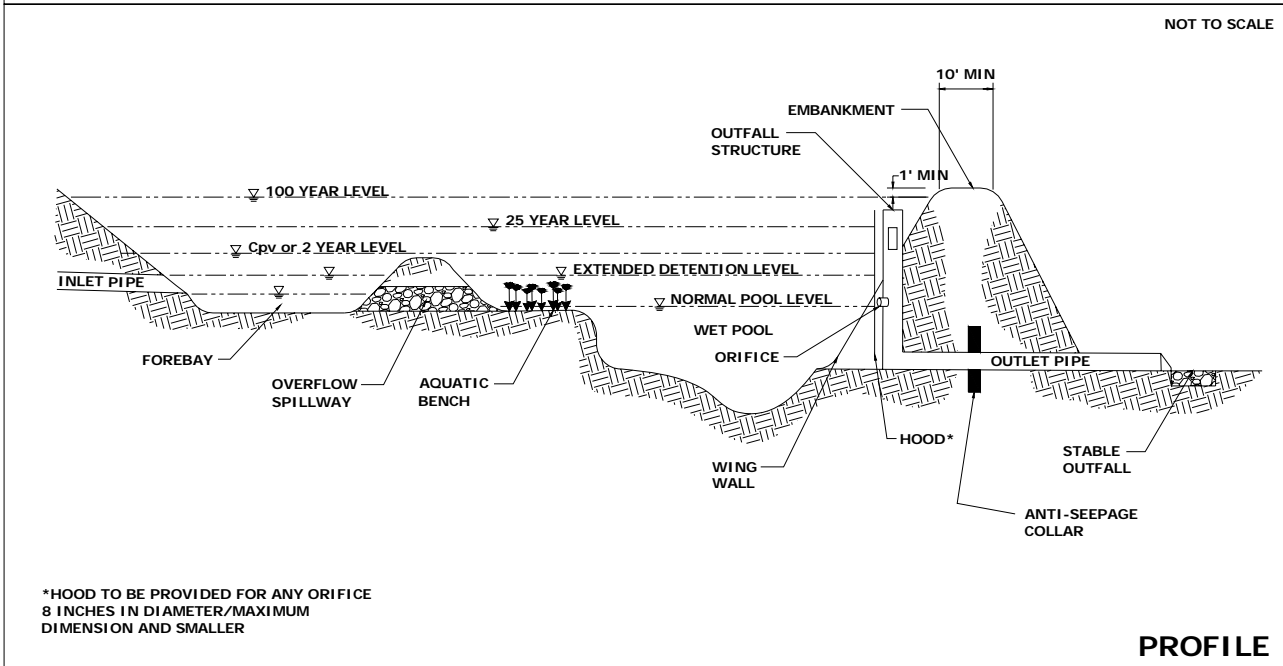 NOT TO SCALE
10' MIN
EMBANKMENT
OUTFALL
STRUCTURE
1' MIN
100 YEAR LEVEL
25 YEAR LEVEL
Cpv or 2 YEAR LEVEL
EXTENDED DETENTION LEVEL
INLET PIPE
NORMAL POOL LEVEL
WET POOL
ORIFICE
FOREBAY
OUTLET PIPE
OVERFLOW
SPILLWAY
AQUATIC
BENCH
HOOD*
WING
WALL
STABLE
OUTFALL
ANTI-SEEPAGE
COLLAR
*HOOD TO BE PROVIDED FOR ANY ORIFICE
8 INCHES IN DIAMETER/MAXIMUM
DIMENSION AND SMALLER
PROFILE